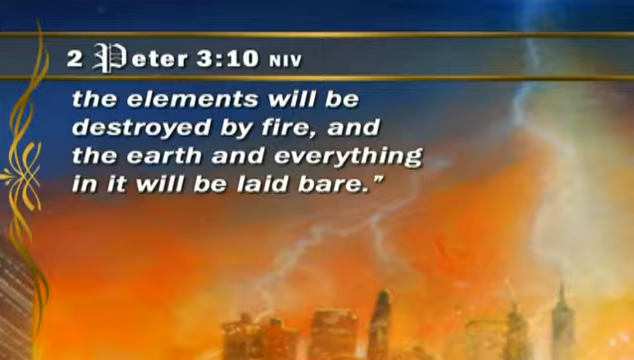 2 Peter 3:10 NIV
the elements will be
destroyed by fire, and
the earth and everything
in it will be laid bare.”